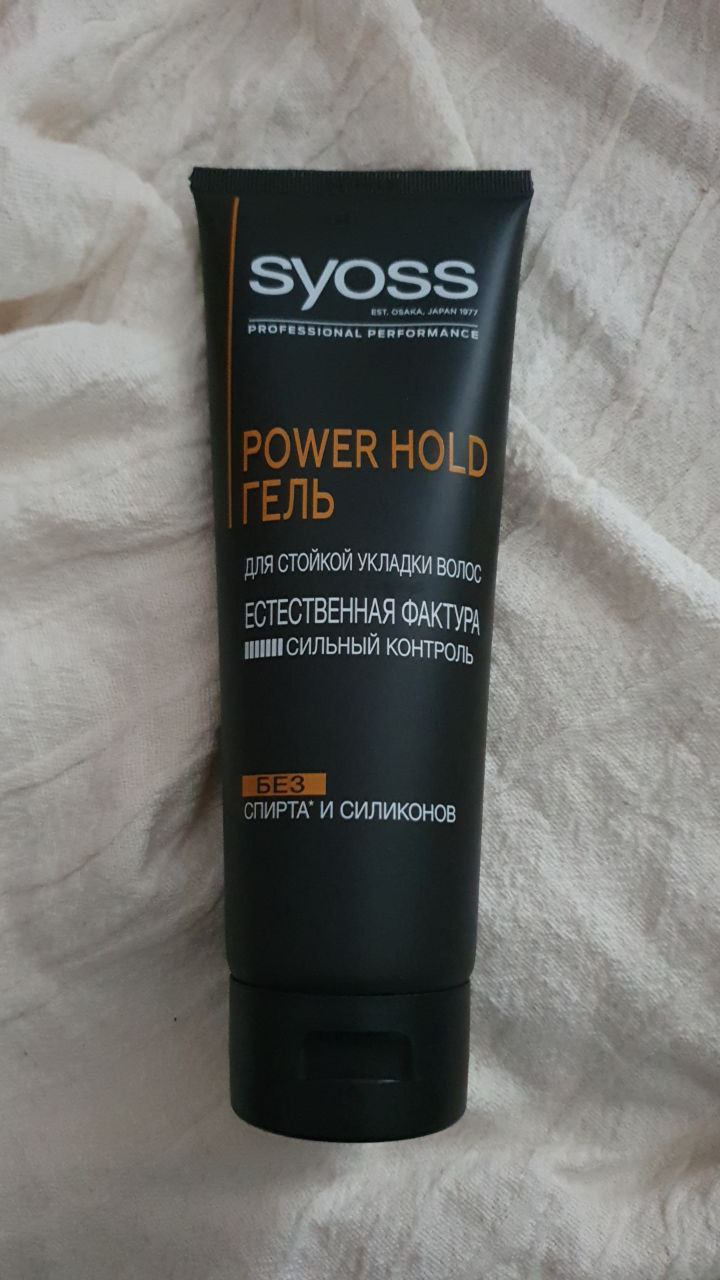 syoss
EST. OSAKA, JAPAN 1977
PROFESSIONAL PERFORMANCE
POWER HOLD
ГЕЛЬ
ДЛЯ СТОЙКОЙ УКЛАДКИ ВОЛОС
ЕСТЕСТВЕННАЯ ФАКТУРА
СИЛЬНЫЙ КОНТРОЛЬ
БЕЗ
СПИРТА* И СИЛИКОНОВ